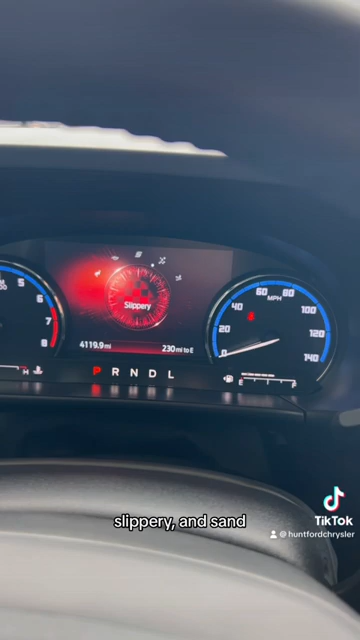 5
6
7
8
H
Slippery
4119.9 mi
230 mi to E
P R N D L
60 80
MPH
40
100
20
120
0
140
E
F
slippery, and sand
TikTok
@huntfordchrysler